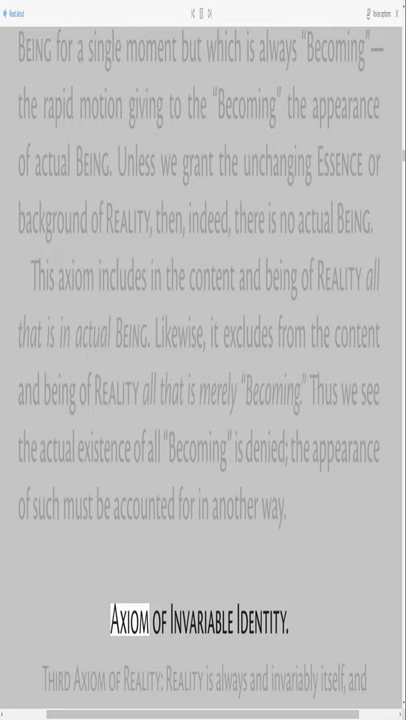 Read aloud
Voice options
BEING for a single moment but which is always “Becoming”—
the rapid motion giving to the “Becoming” the appearance
of actual BEING. Unless we grant the unchanging ESSENCE or
background of REALITY, then, indeed, there is no actual BEING.
This axiom includes in the content and being of REALITY all
that is in actual BEING. Likewise, it excludes from the content
and being of REALITY all that is merely “Becoming.” Thus we see
the actual existence of all “Becoming” is denied; the appearance
of such must be accounted for in another way.
AXIOM OF INVARIABLE IDENTITY.
THIRD AXIOM OF REALITY: REALITY is always and invariably itself, and